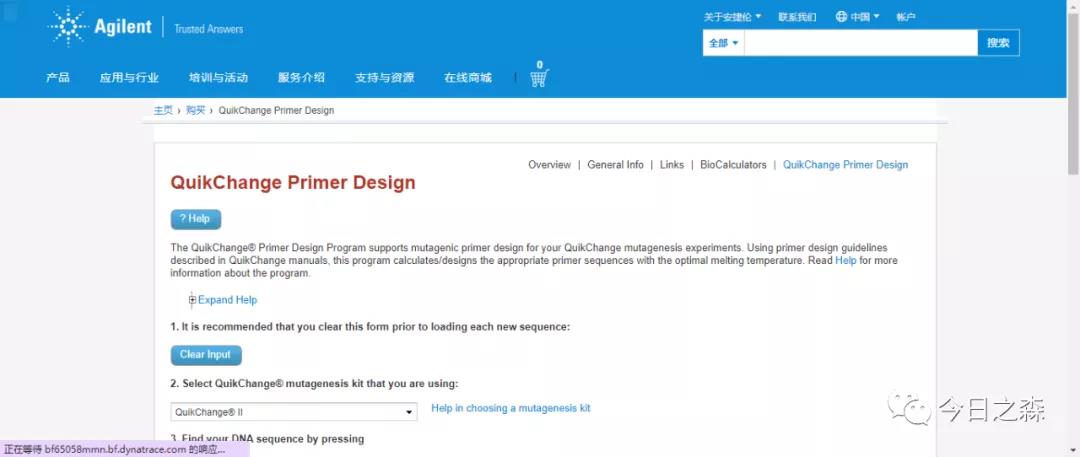 关于安捷伦 联系我们 中国 帐户
Agilent Trusted Answers
全部 搜索
0
产品 应用与行业 培训与活动 服务介绍 支持与资源 在线商城
主页 › 购买 › QuikChange Primer Design
Overview | General Info | Links | BioCalculators | QuikChange Primer Design
QuikChange Primer Design
? Help
The QuikChange® Primer Design Program supports mutagenic primer design for your QuikChange mutagenesis experiments. Using primer design guidelines
described in QuikChange manuals, this program calculates/designs the appropriate primer sequences with the optimal melting temperature. Read Help for more
information about the program.
Expand Help
1. It is recommended that you clear this form prior to loading each new sequence:
Clear Input
2. Select QuikChange® mutagenesis kit that you are using:
QuikChange® II Help in choosing a mutagenesis kit
今日之森
3. Find your DNA sequence by pressing
正在等待 bf65058mmn.bf.dynatrace.com 的响应...